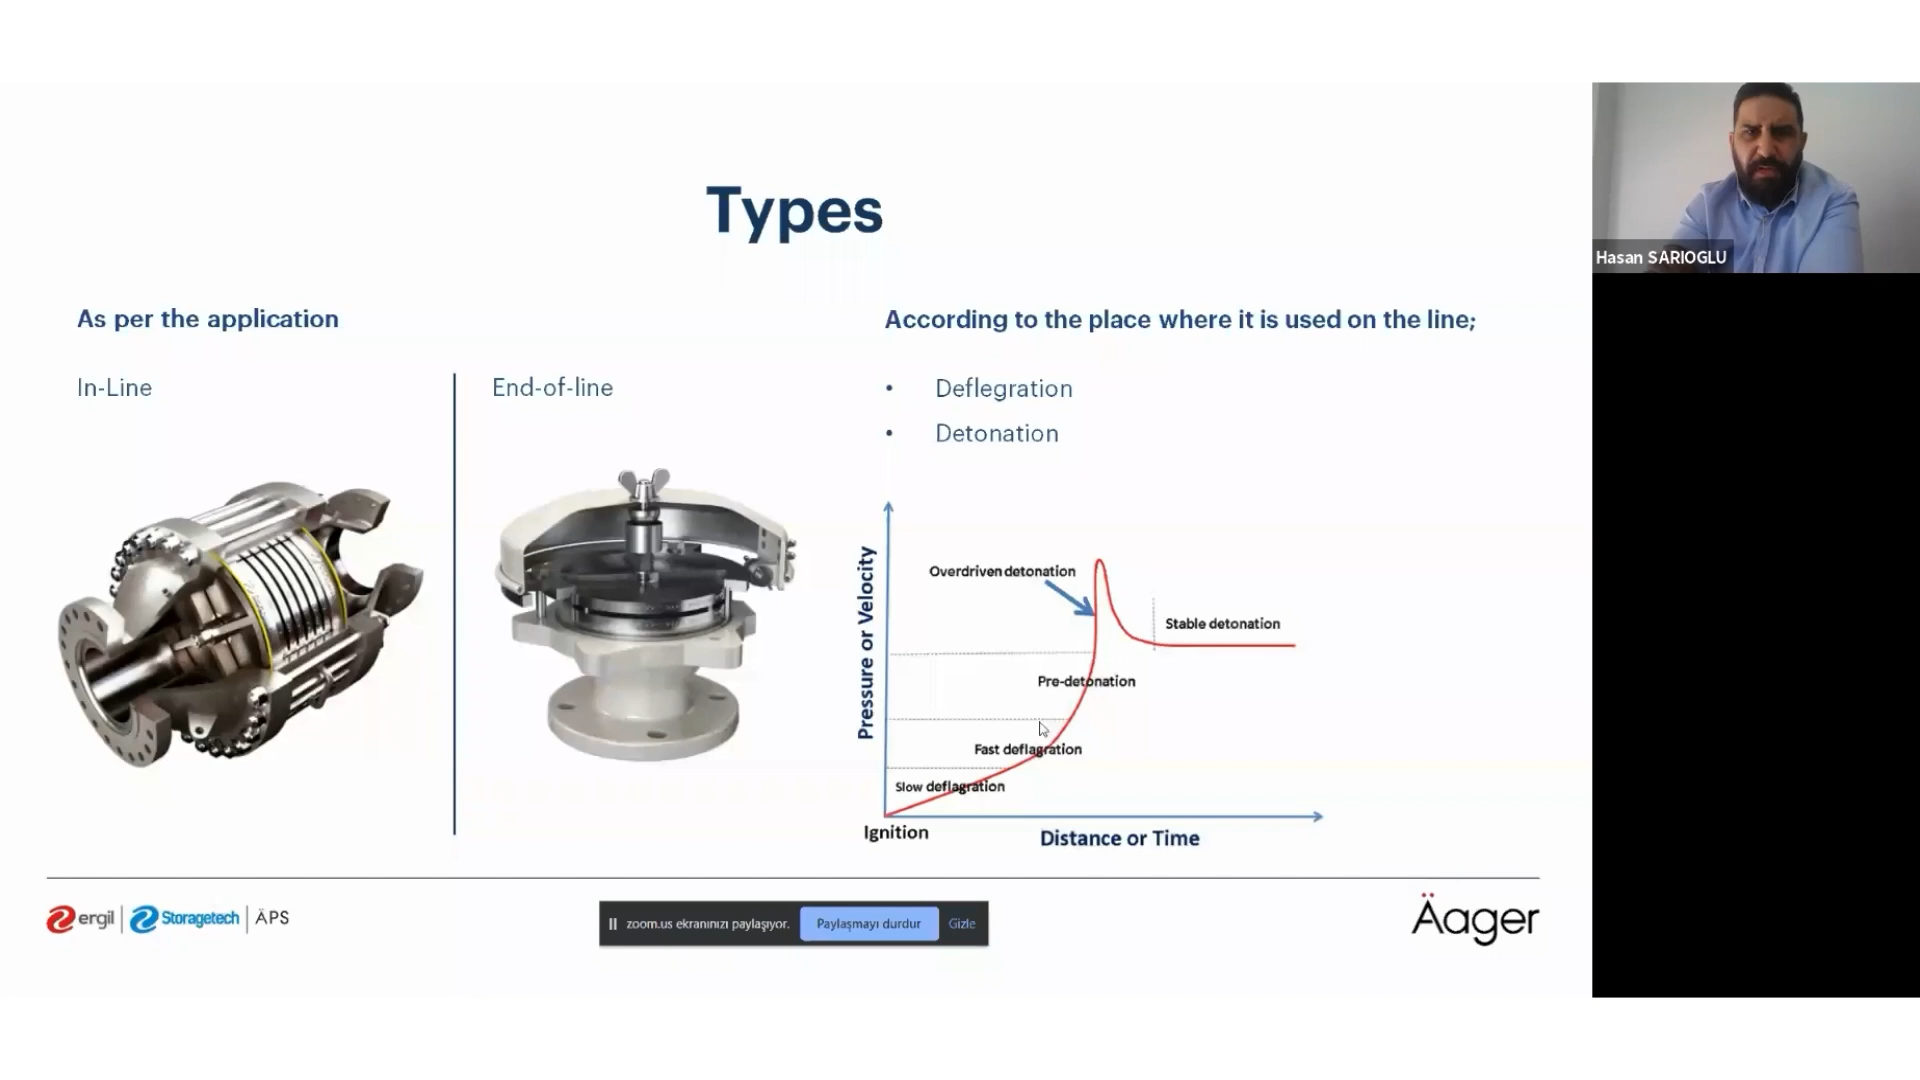 Types
As per the application
In-Line
End-of-line
According to the place where it is used on the line;
• Deflegration
• Detonation
Pressure or Velocity
Overdriven detonation
Stable detonation
Pre-detonation
Fast deflagration
Slow deflagration
Ignition
Distance or Time
ergil
Storagetech
ÄPS
zoom.us ekranınızı paylaşıyor.
Paylaşmayı durdur
Gizle
Äager
Hasan SARIOGLU